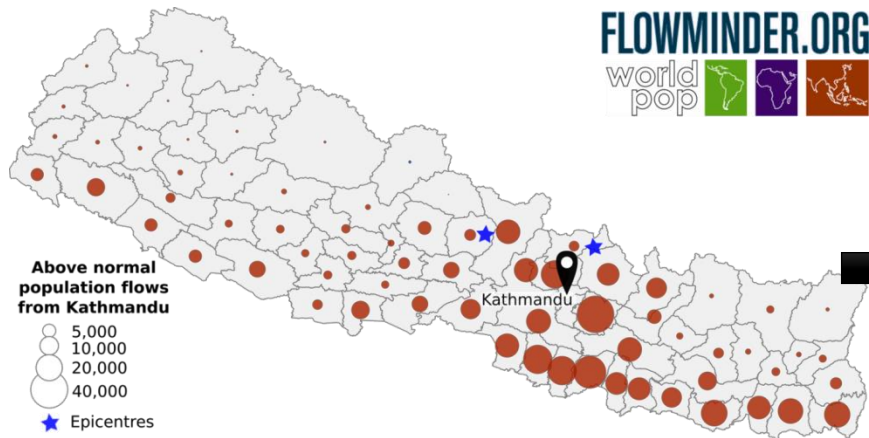 FLOWMINDER.ORG
world
pop
Kathmandu
Above normal
population flows
from Kathmandu
5,000
10,000
20,000
40,000
Epicentres